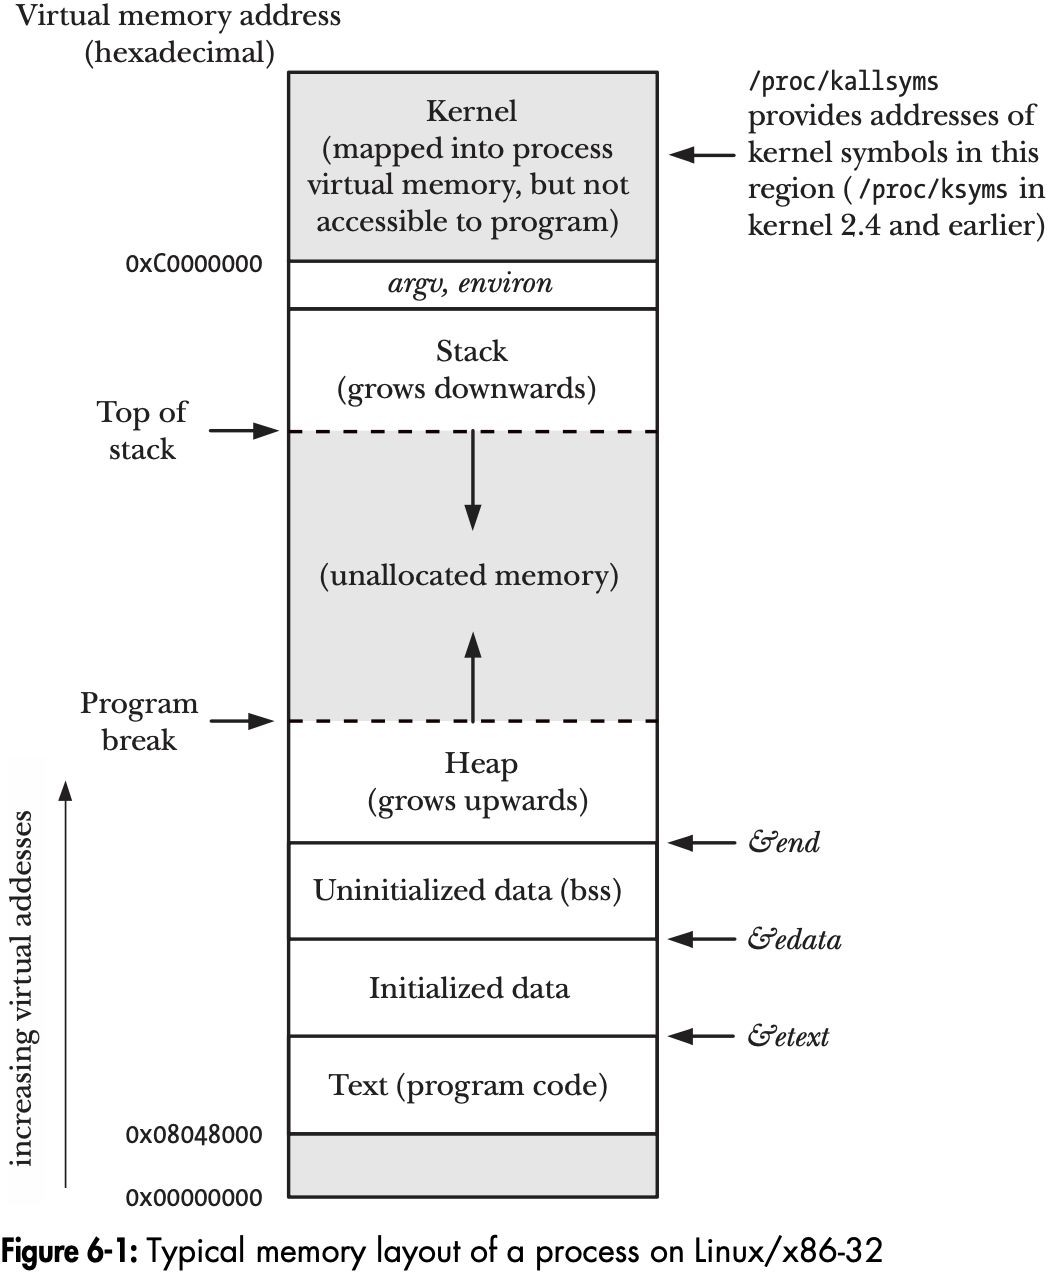 Virtual memory address
(hexadecimal)
Kernel
(mapped into process
virtual memory, but not
accessible to program)
/proc/kallsyms
provides addresses of
kernel symbols in this
region ( /proc/ksyms in
kernel 2.4 and earlier)
0xC0000000
argv, environ
Stack
(grows downwards)
Top of
stack
(unallocated memory)
Program
break
Heap
(grows upwards)
&end
Uninitialized data (bss)
&edata
Initialized data
&etext
Text (program code)
0x08048000
0x00000000
increasing virtual addesses
Figure 6-1: Typical memory layout of a process on Linux/x86-32